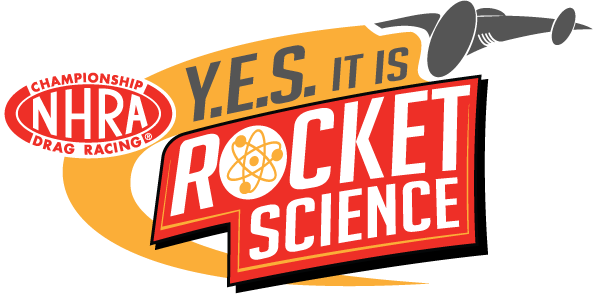 CHAMPIONSHIP
NHRA
DRAG RACING®
Y.E.S. IT IS
ROCKET
SCIENCE